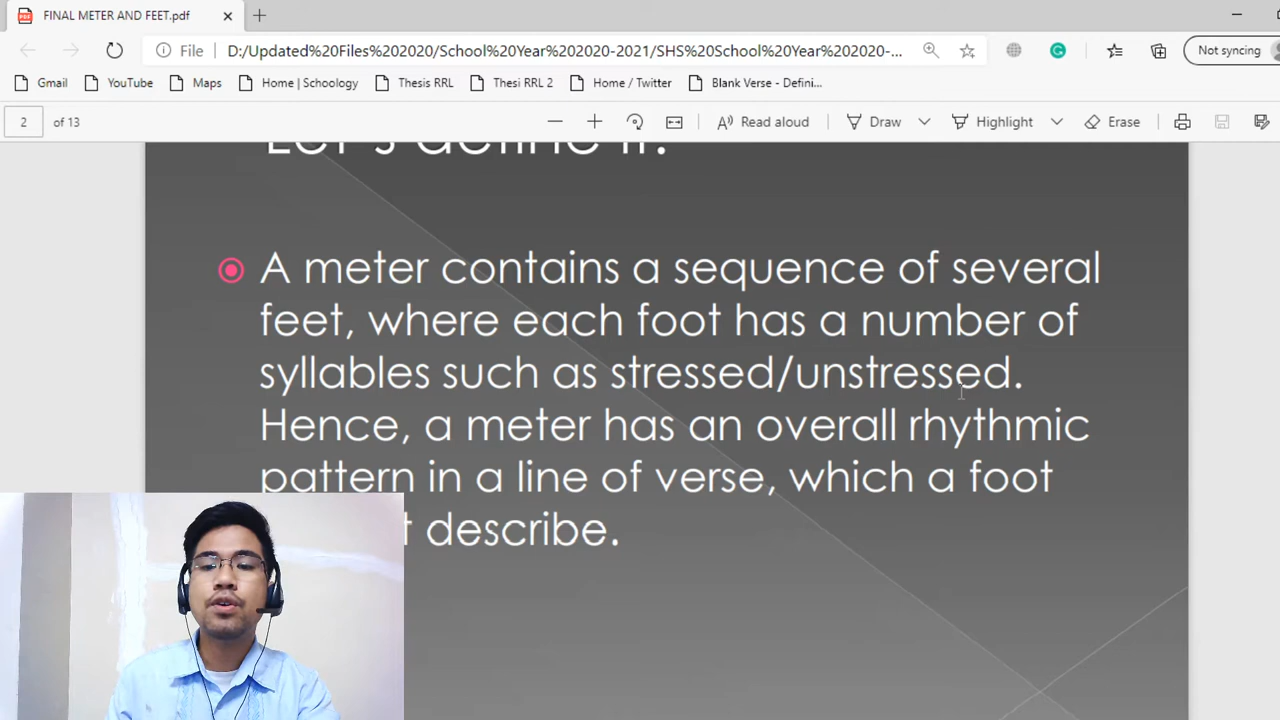 FINAL METER AND FEET.pdf
File D:/Updated%20Files%202020/School%20Year%202020-2021/SHS%20School%20Year%202020-...
Not syncing
Gmail YouTube Maps Home | Schoology Thesis RRL Thesi RRL 2 Home / Twitter Blank Verse - Defini...
2 of 13 Read aloud Draw Highlight Erase
A meter contains a sequence of several
feet, where each foot has a number of
syllables such as stressed/unstressed.
Hence, a meter has an overall rhythmic
pattern in a line of verse, which a foot
describe.